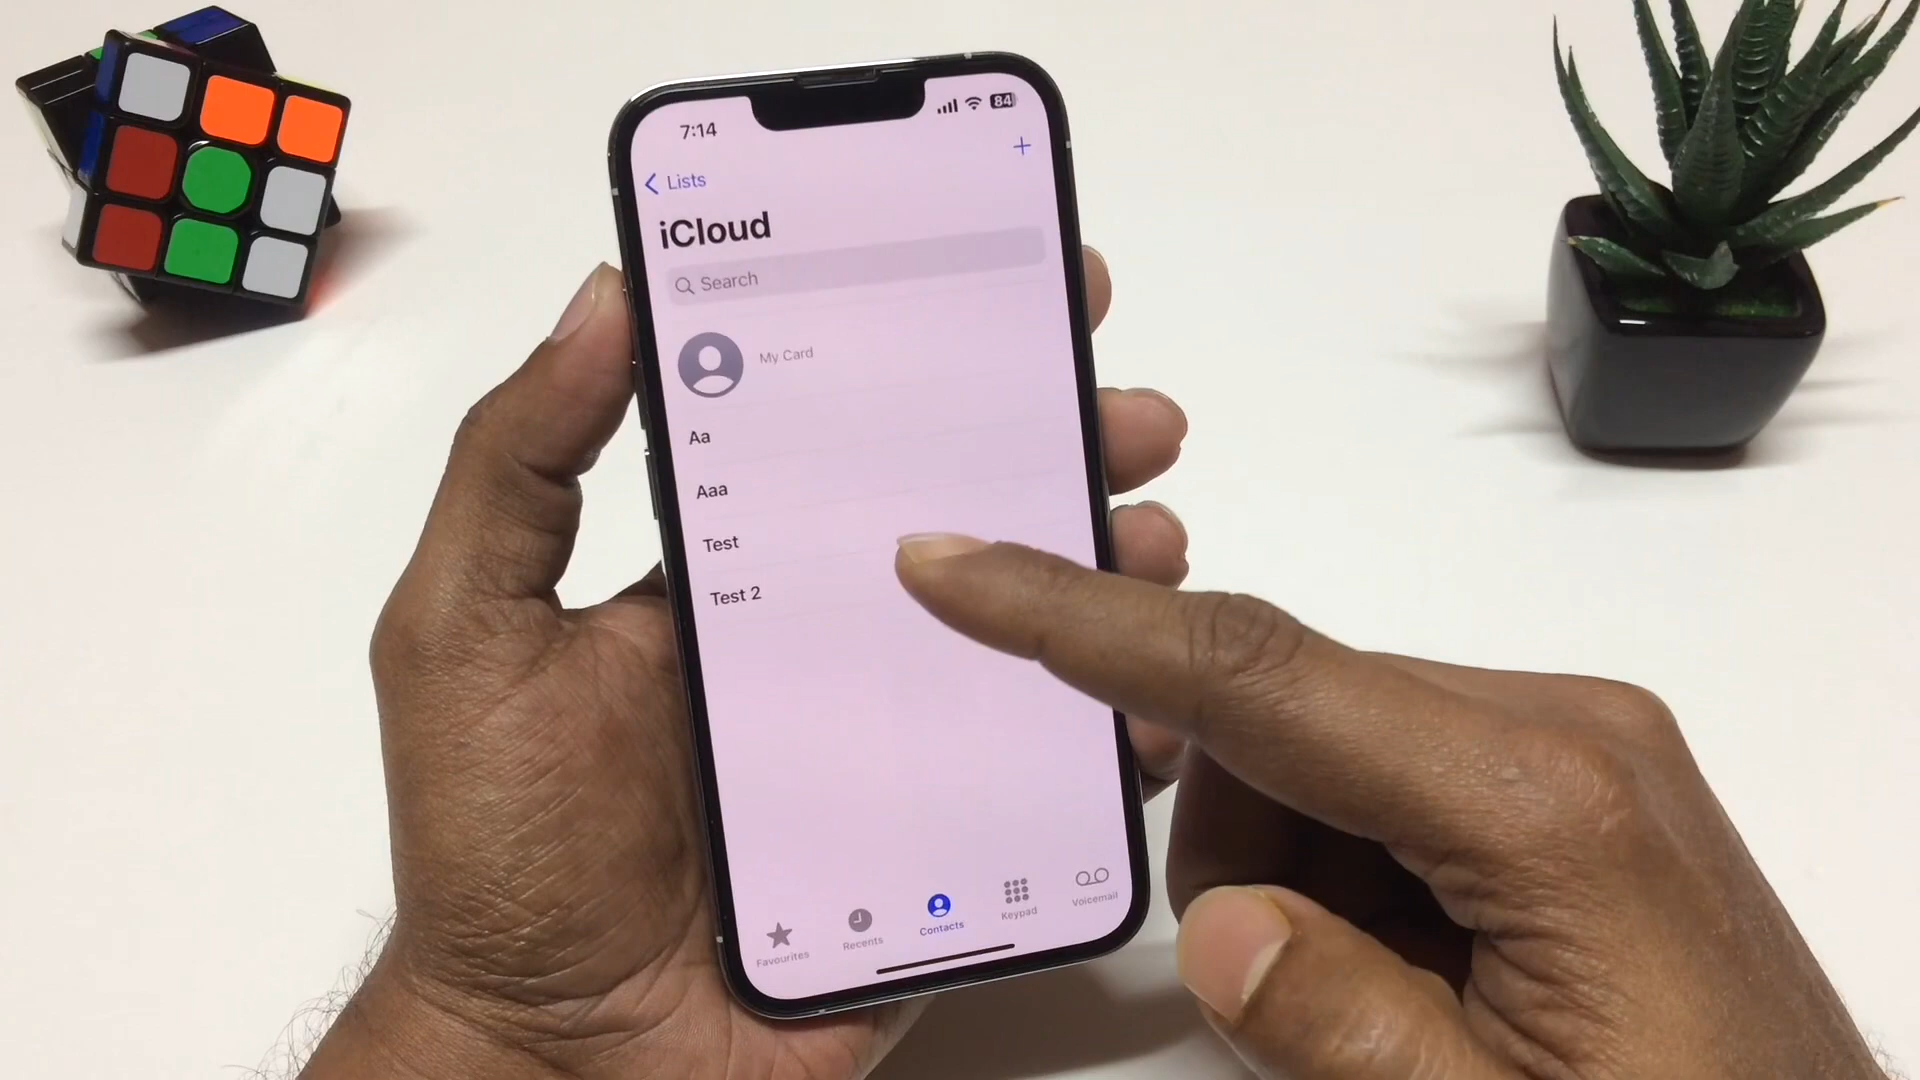 7:14
84
Lists
iCloud
Search
My Card
Aa
Aaa
Test
Test 2
Favourites
Recents
Contacts
Keypad
Voicemail